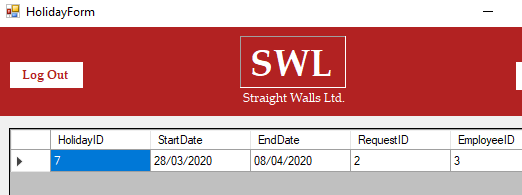 HolidayForm
Log Out
SWL
Straight Walls Ltd.
HolidayID StartDate EndDate RequestID EmployeeID
7 28/03/2020 08/04/2020 2 3